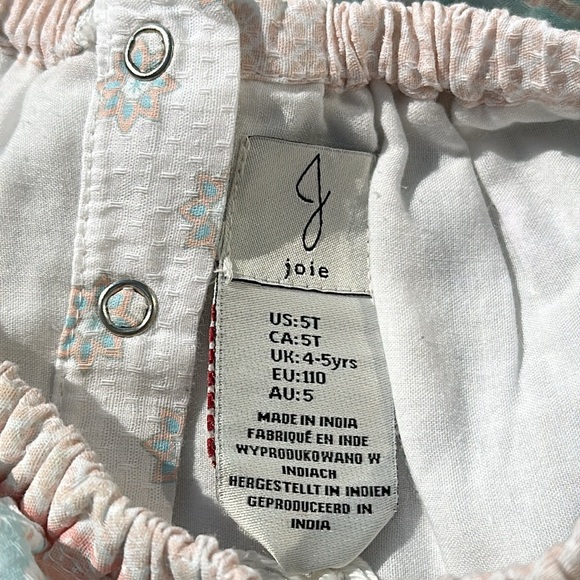 J
joie
US:5T
CA:5T
UK:4-5yrs
EU:110
AU:5
MADE IN INDIA
FABRIQUÉ EN INDE
WYPRODUKOWANO W
INDIACH
HERGESTELLT IN INDIEN
GEPRODUCEERD IN
INDIA